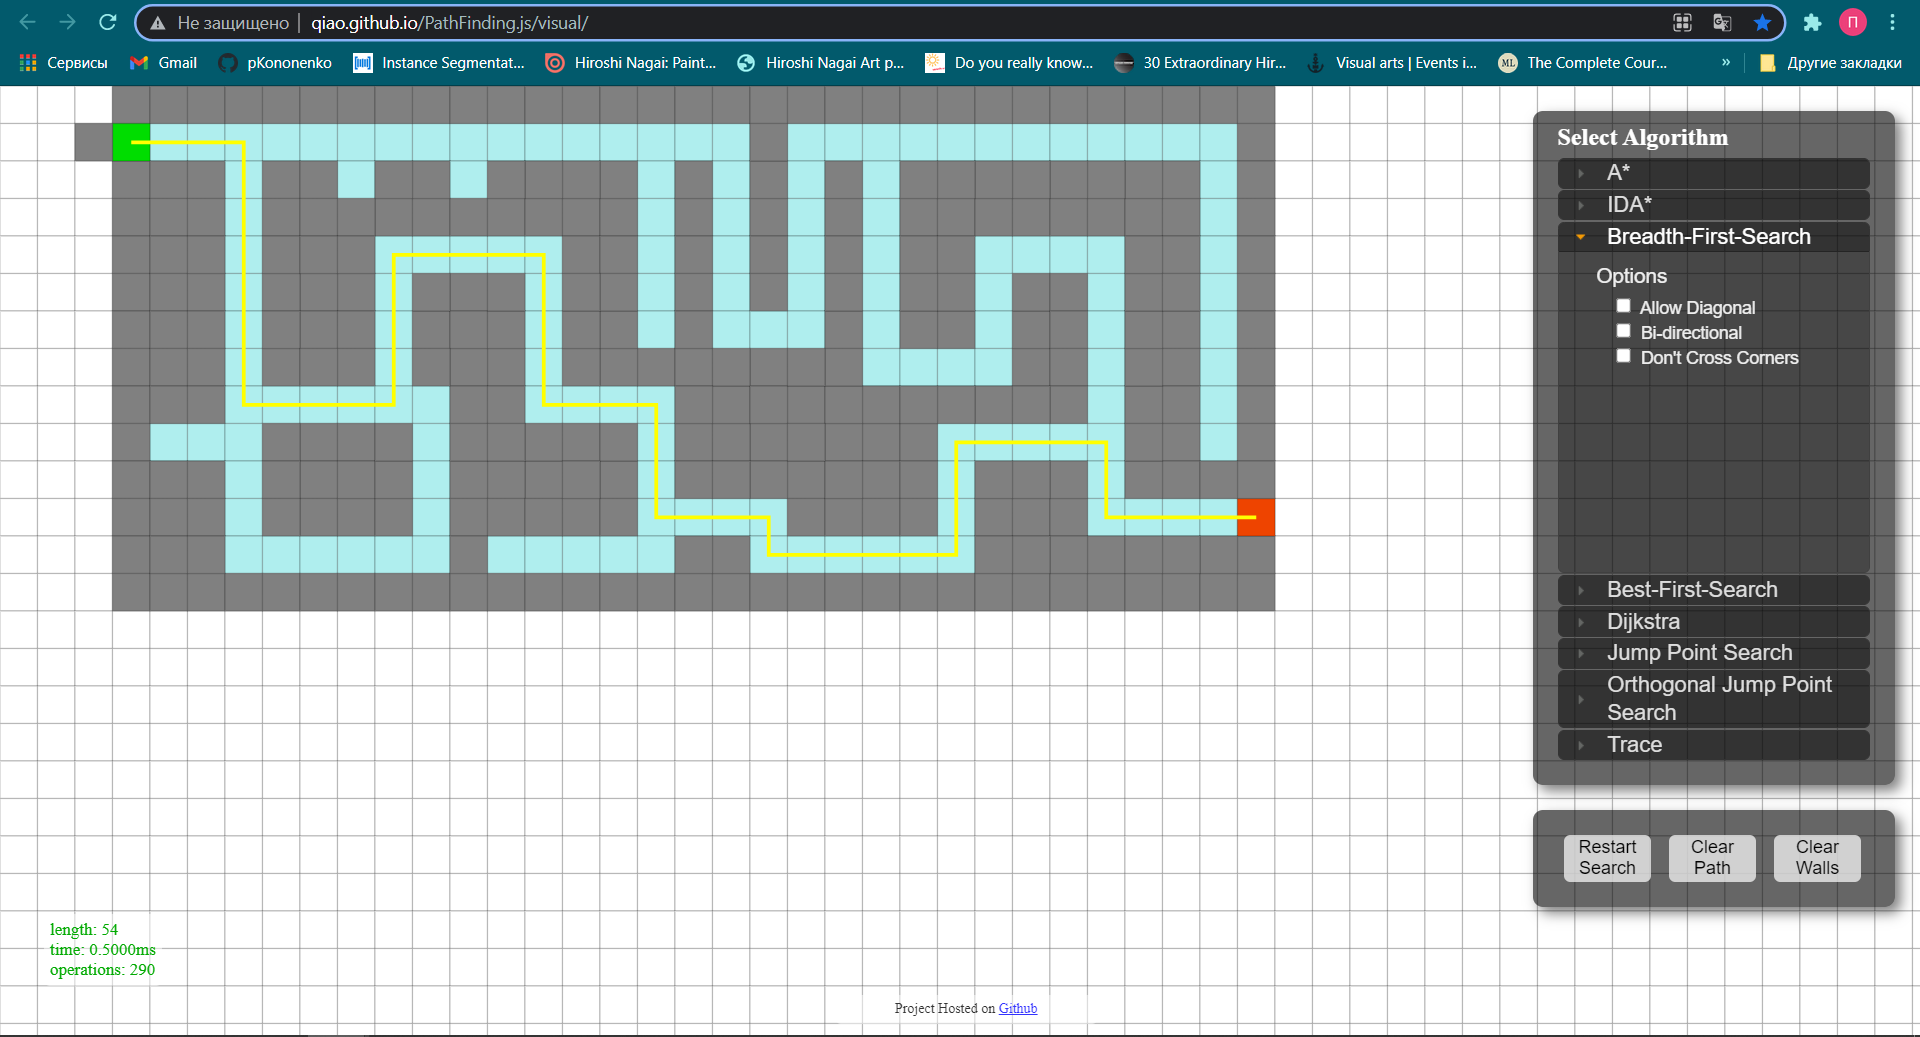 Не защищено | qiao.github.io/PathFinding.js/visual/
П
Сервисы Gmail pKononenko Instance Segmentat... Hiroshi Nagai: Paint... Hiroshi Nagai Art p... Do you really know... 30 Extraordinary Hir... Visual arts | Events i... ML The Complete Cour... » Другие закладки
Select Algorithm
A*
IDA*
Breadth-First-Search
Options
Allow Diagonal
Bi-directional
Don't Cross Corners
Best-First-Search
Dijkstra
Jump Point Search
Orthogonal Jump Point
Search
Trace
Restart
Search
Clear
Path
Clear
Walls
length: 54
time: 0.5000ms
operations: 290
Project Hosted on Github